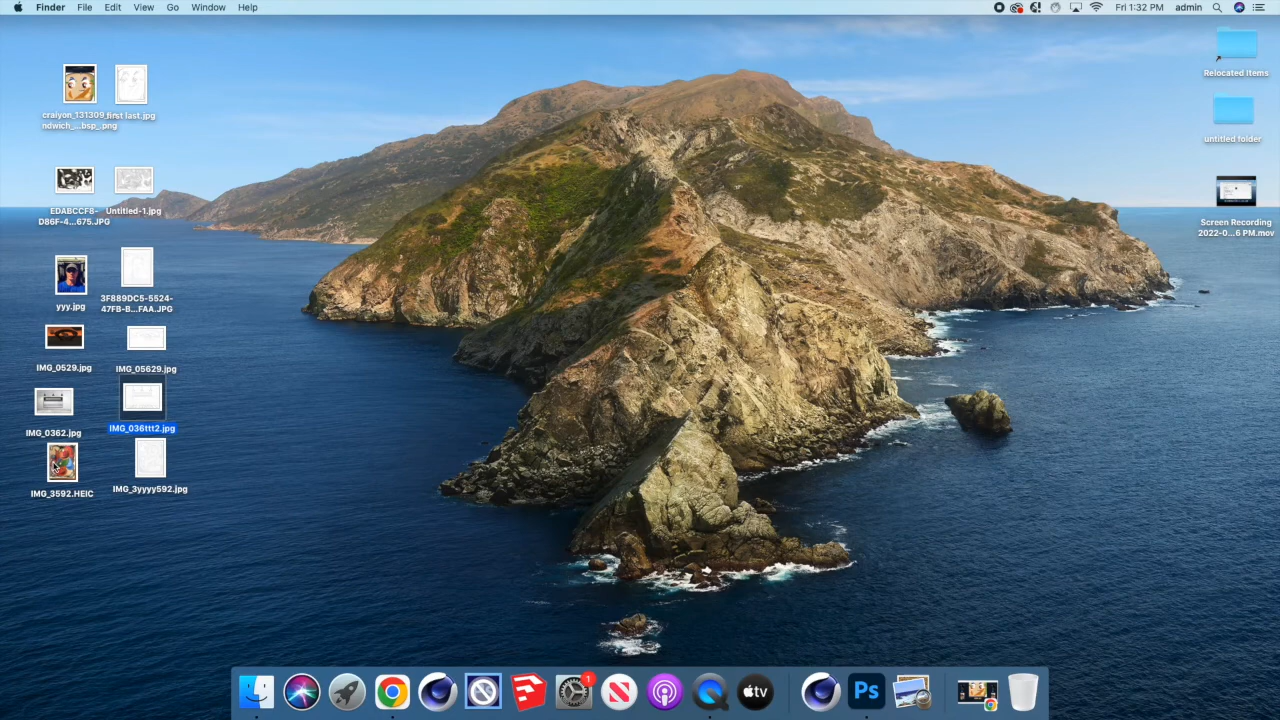 Finder File Edit View Go Window Help
Fri 1:32 PM admin
craiyon_131309_
ndwich_..._bsp_ png
first last.jpg
EDABCCF8-
D86F-4...675.JPG
Untitled-1.jpg
yyy.jpg
3F889DC5-5524-
47FB-B...FAA.JPG
IMG_0529.jpg
IMG_05629.jpg
IMG_0362.jpg
IMG_036ttt2.jpg
IMG_3592.HEIC
IMG_3yyyy592.jpg
Relocated Items
untitled folder
Screen Recording
2022-0...6 PM.mov
1
Ps
tv